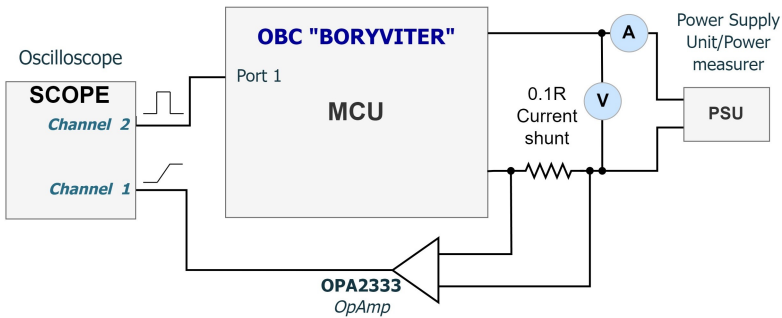 Oscilloscope
SCOPE
Channel 2
Channel 1
OBC "BORYVITER"
Port 1
MCU
0.1R
Current
shunt
A
V
Power Supply
Unit/Power
measurer
PSU
OPA2333
OpAmp